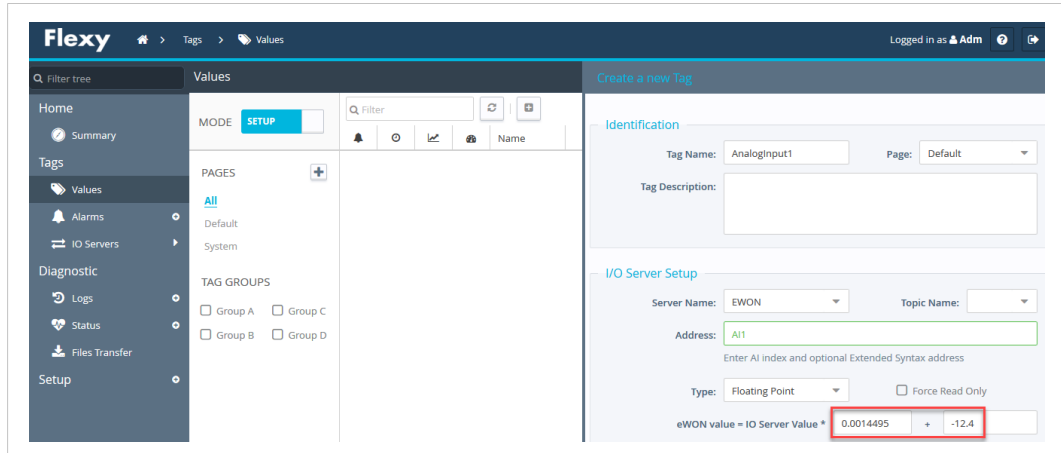 Flexy > Tags > Values Logged in as Adm
Filter tree
Values
Create a new Tag
Home
Summary
Tags
Values
Alarms
IO Servers
Diagnostic
Logs
Status
Files Transfer
Setup
MODE SETUP
Filter
Name
PAGES
All
Default
System
TAG GROUPS
Group A Group C
Group B Group D
Identification
Tag Name: AnalogInput1 Page: Default
Tag Description:
I/O Server Setup
Server Name: EWON Topic Name:
Address: AI1
Enter AI index and optional Extended Syntax address
Type: Floating Point Force Read Only
eWON value = IO Server Value * 0.0014495 + -12.4